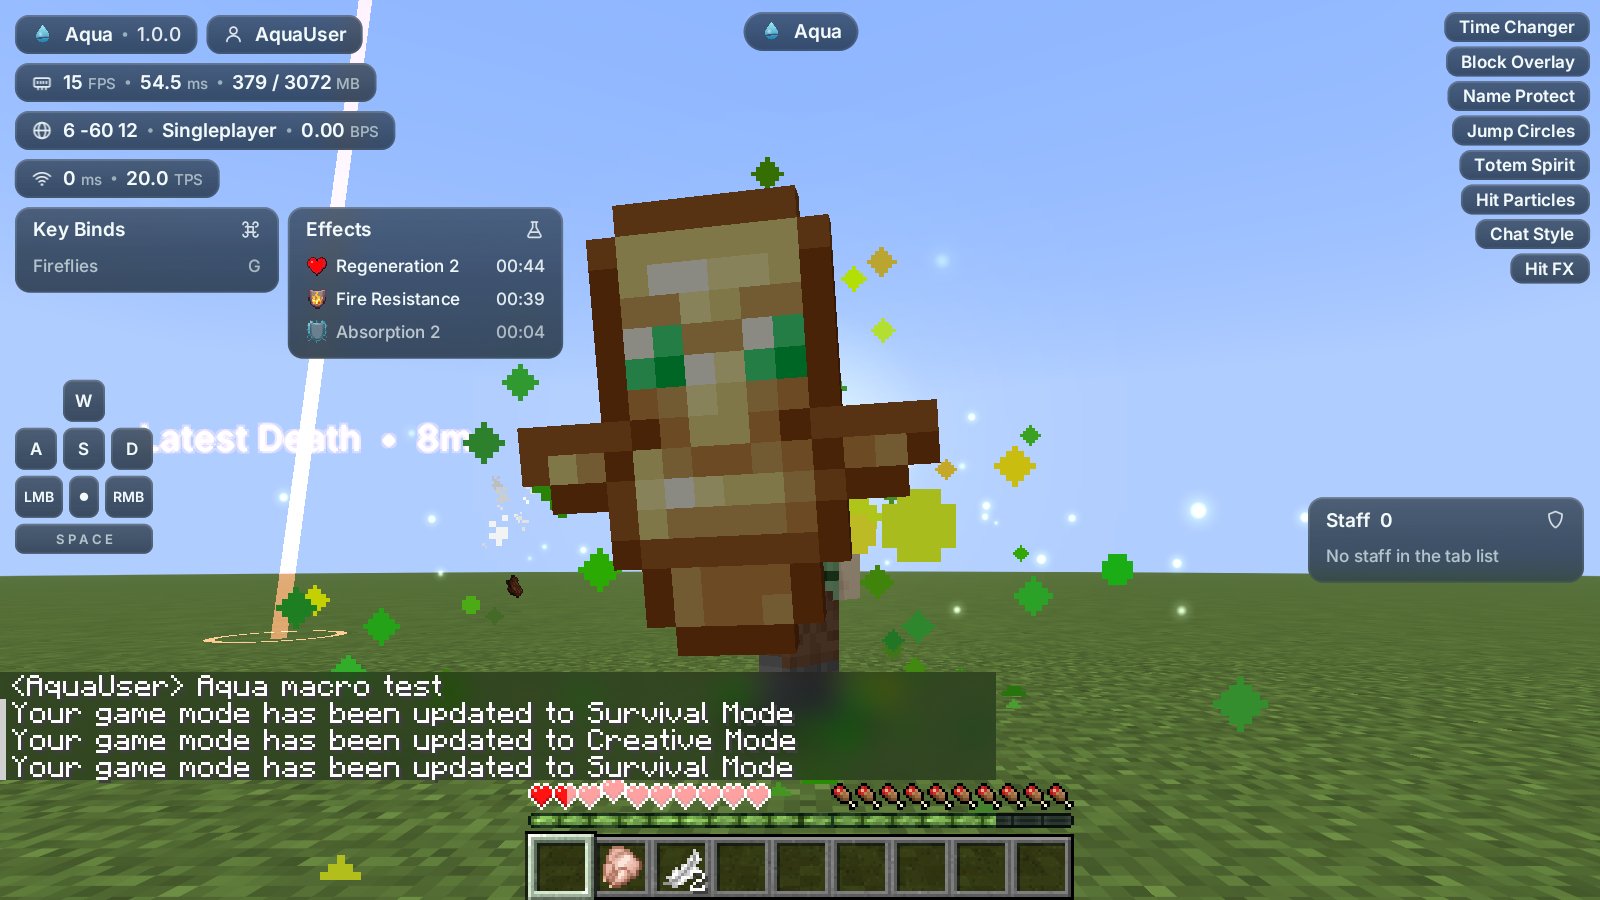 Aqua • 1.0.0
AquaUser
Aqua
15 FPS • 54.5 ms • 379 / 3072 MB
6 -60 12 • Singleplayer • 0.00 BPS
0 ms • 20.0 TPS
Key Binds
Fireflies G
Effects
Regeneration 2 00:44
Fire Resistance 00:39
Absorption 2 00:04
Time Changer
Block Overlay
Name Protect
Jump Circles
Totem Spirit
Hit Particles
Chat Style
Hit FX
W
A S D
LMB • RMB
SPACE
Latest Death • 8m
Staff 0
No staff in the tab list
<AquaUser> Aqua macro test
Your game mode has been updated to Survival Mode
Your game mode has been updated to Creative Mode
Your game mode has been updated to Survival Mode
2